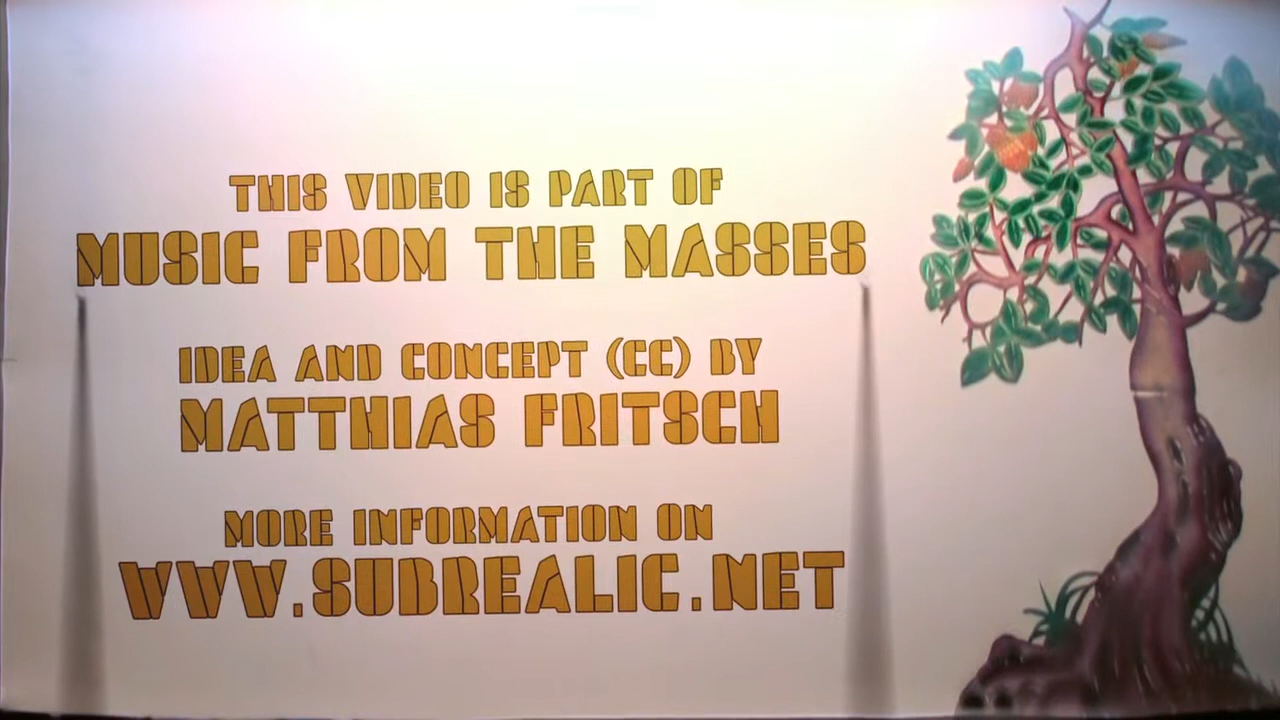 THIS VIDEO IS PART OF
MUSIC FROM THE MASSES
IDEA AND CONCEPT (CC) BY
MATTHIAS FRITSCH
MORE INFORMATION ON
WWW.SUBREALIC.NET